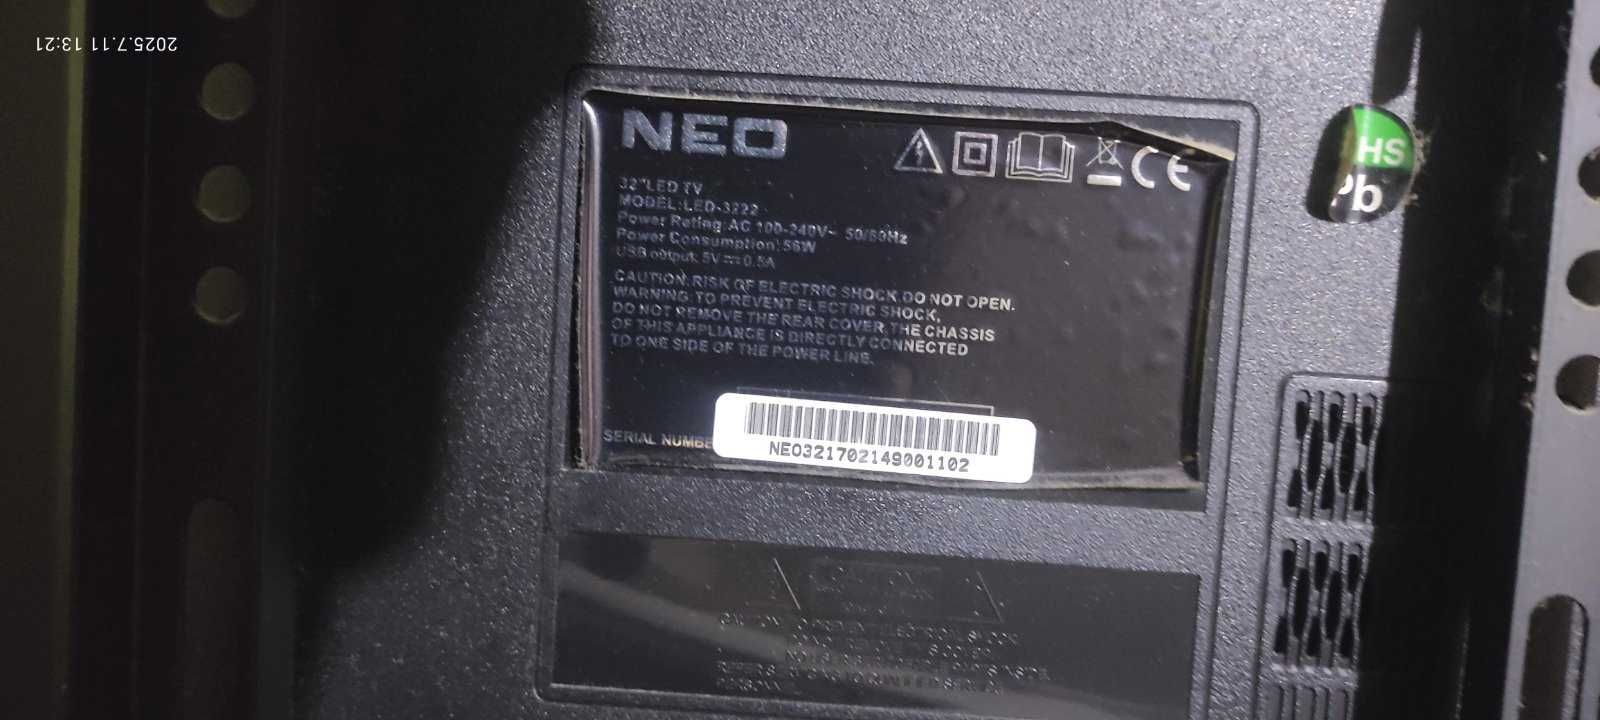 2025.7.11 13:21
NEO
32"LED TV
MODEL:LED-3222
Power Rating:AC 100-240V~ 50/60Hz
Power Consumption:56W
USB output: 5V⎓0.5A
CAUTION:RISK OF ELECTRIC SHOCK,DO NOT OPEN.
WARNING:TO PREVENT ELECTRIC SHOCK,
DO NOT REMOVE THE REAR COVER,THE CHASSIS
OF THIS APPLIANCE IS DIRECTLY CONNECTED
TO ONE SIDE OF THE POWER LINE.
SERIAL NUMBE
NEO321702149001102
CE
HS
Pb
CAUTION
ELECTRICAL SHOCK